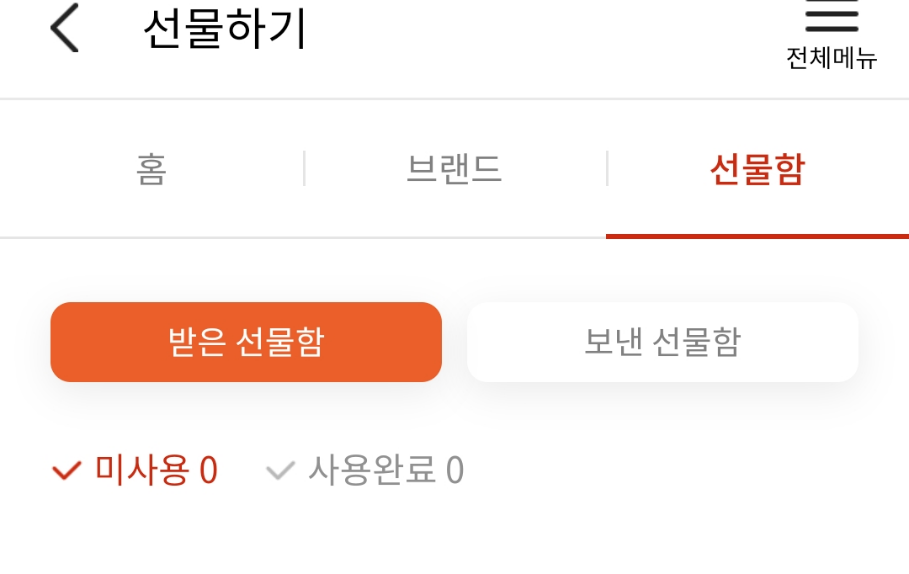 선물하기
전체메뉴
홈 브랜드 선물함
받은 선물함 보낸 선물함
미사용 0 사용완료 0